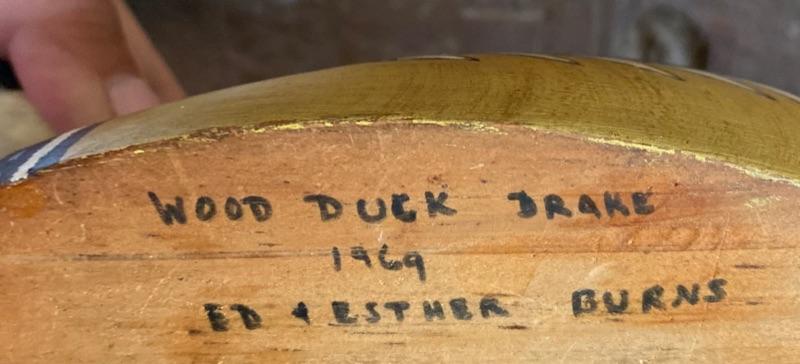 WOOD DUCK DRAKE
1969
ED & ESTHER BURNS